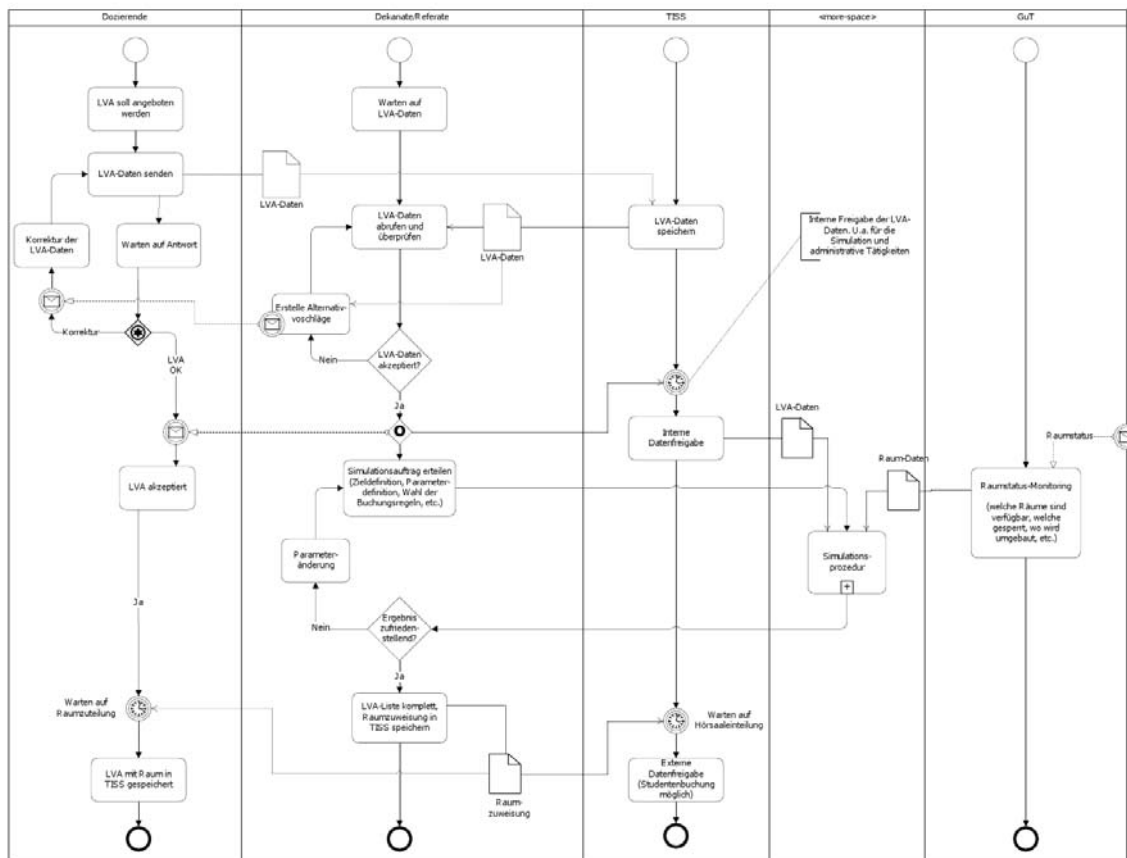 Dozierende
Dekanate/Referate
TISS
<more-space>
GuT
LVA soll angeboten
werden
Warten auf
LVA-Daten
LVA-Daten senden
LVA-Daten
Korrektur der
LVA-Daten
Warten auf Antwort
LVA-Daten
abrufen und
überprüfen
LVA-Daten
LVA-Daten
speichern
Interne Freigabe der LVA-
Daten. U.a. für die
Simulation und
administrative Tätigkeiten
Erstelle Alternativ-
voschläge
Korrektur
LVA
OK
Nein
LVA-Daten
akzeptiert?
Ja
LVA-Daten
Interne
Datenfreigabe
Raumstatus
Raum-Daten
LVA akzeptiert
Simulationsauftrag erteilen
(Zieldefinition, Parameter-
definition, Wahl der
Buchungsregeln, etc.)
Raumstatus-Monitoring
(welche Räume sind
verfügbar, welche
gesperrt, wo wird
umgebaut, etc.)
Parameter-
änderung
Simulations-
prozedur
Ja
Nein
Ergebnis
zufrieden-
stellend?
Ja
Warten auf
Raumzuteilung
LVA-Liste komplett,
Raumzuweisung in
TISS speichern
Warten auf
Hörsaaleinteilung
LVA mit Raum in
TISS gespeichert
Raum-
zuweisung
Externe
Datenfreigabe
(Studentenbuchung
möglich)